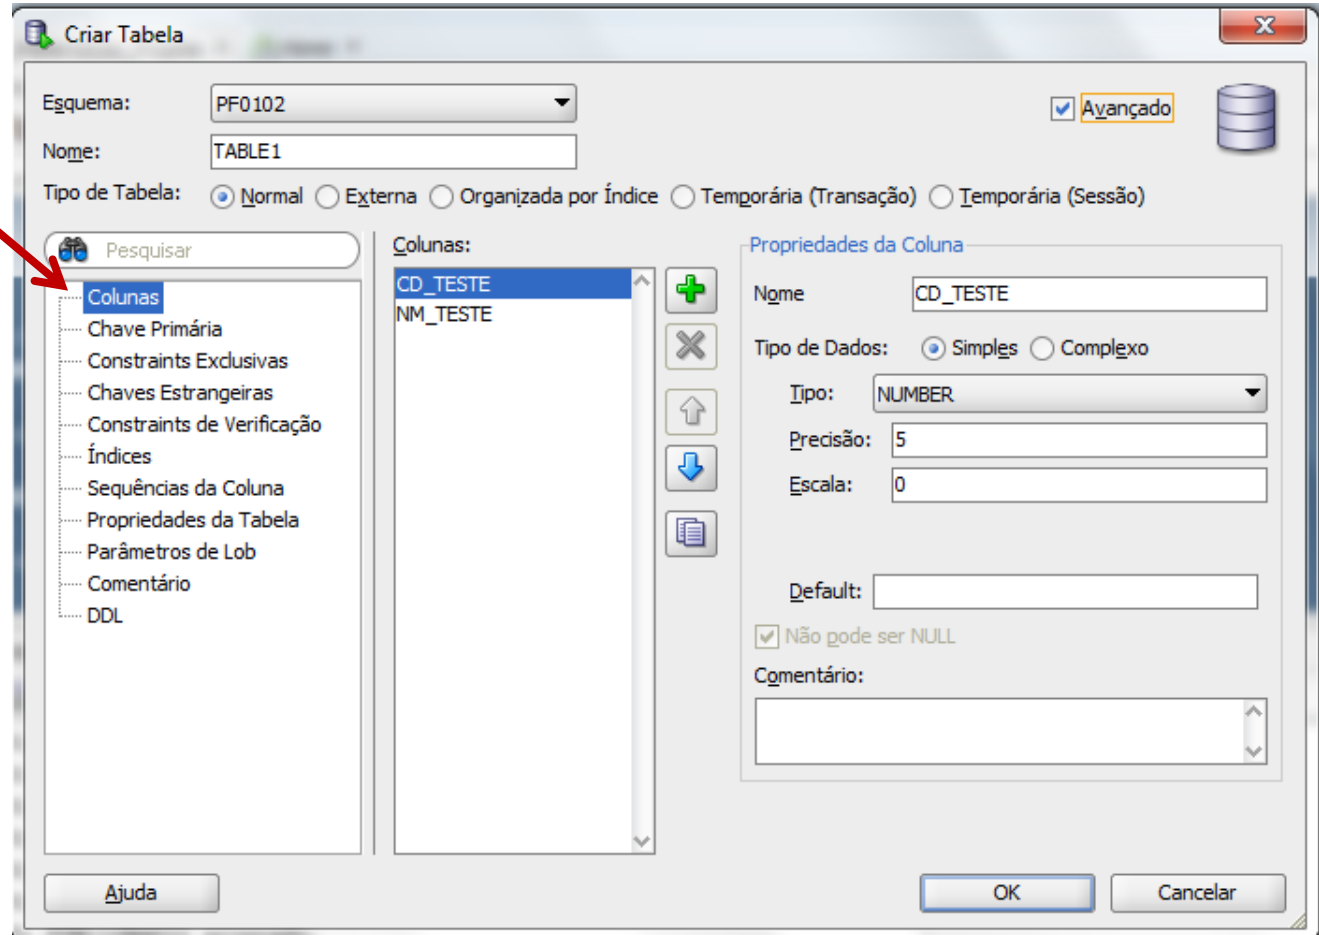 Criar Tabela
Esquema: PF0102 Avançado
Nome: TABLE1
Tipo de Tabela: Normal Externa Organizada por Índice Temporária (Transação) Temporária (Sessão)
Pesquisar
Colunas
Chave Primária
Constraints Exclusivas
Chaves Estrangeiras
Constraints de Verificação
Índices
Sequências da Coluna
Propriedades da Tabela
Parâmetros de Lob
Comentário
DDL
Colunas:
CD_TESTE
NM_TESTE
Propriedades da Coluna
Nome CD_TESTE
Tipo de Dados: Simples Complexo
Tipo: NUMBER
Precisão: 5
Escala: 0
Default:
Não pode ser NULL
Comentário:
Ajuda OK Cancelar